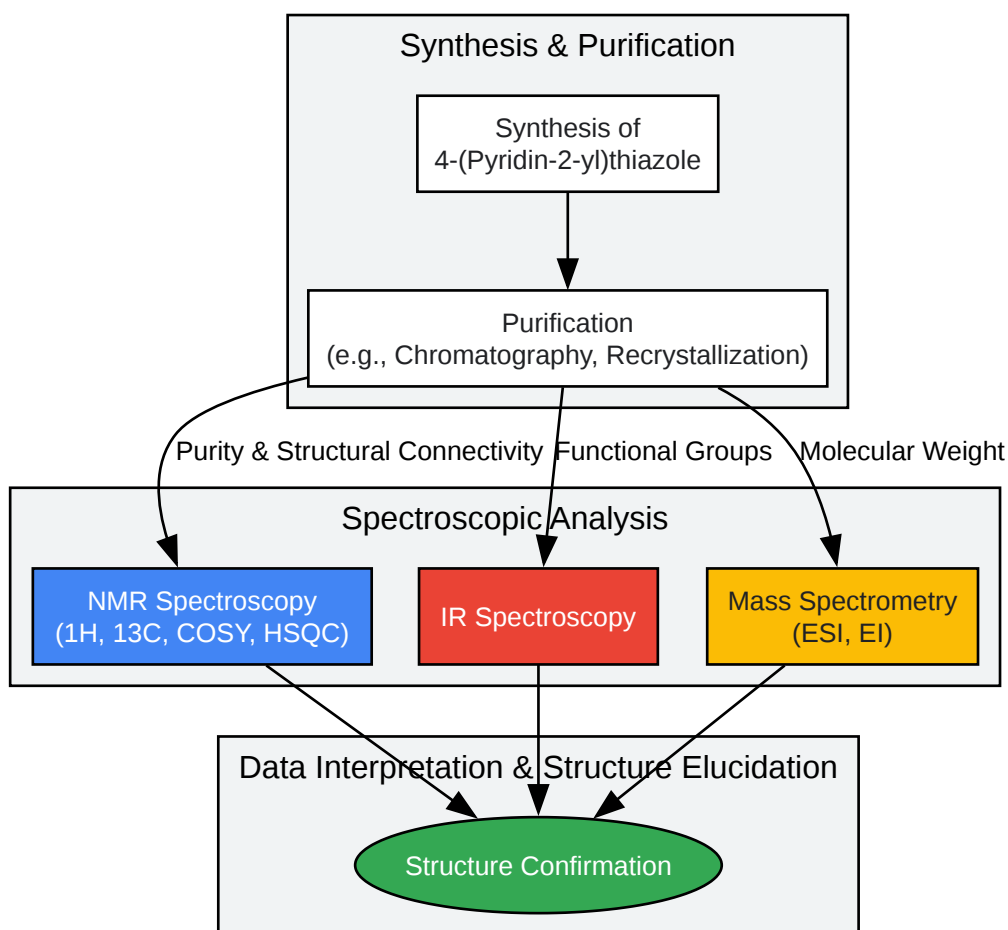 Synthesis & Purification
Synthesis of
4-(Pyridin-2-yl)thiazole
Purification
(e.g., Chromatography, Recrystallization)
Purity & Structural Connectivity
Functional Groups
Molecular Weight
Spectroscopic Analysis
NMR Spectroscopy
(1H, 13C, COSY, HSQC)
IR Spectroscopy
Mass Spectrometry
(ESI, EI)
Data Interpretation & Structure Elucidation
Structure Confirmation